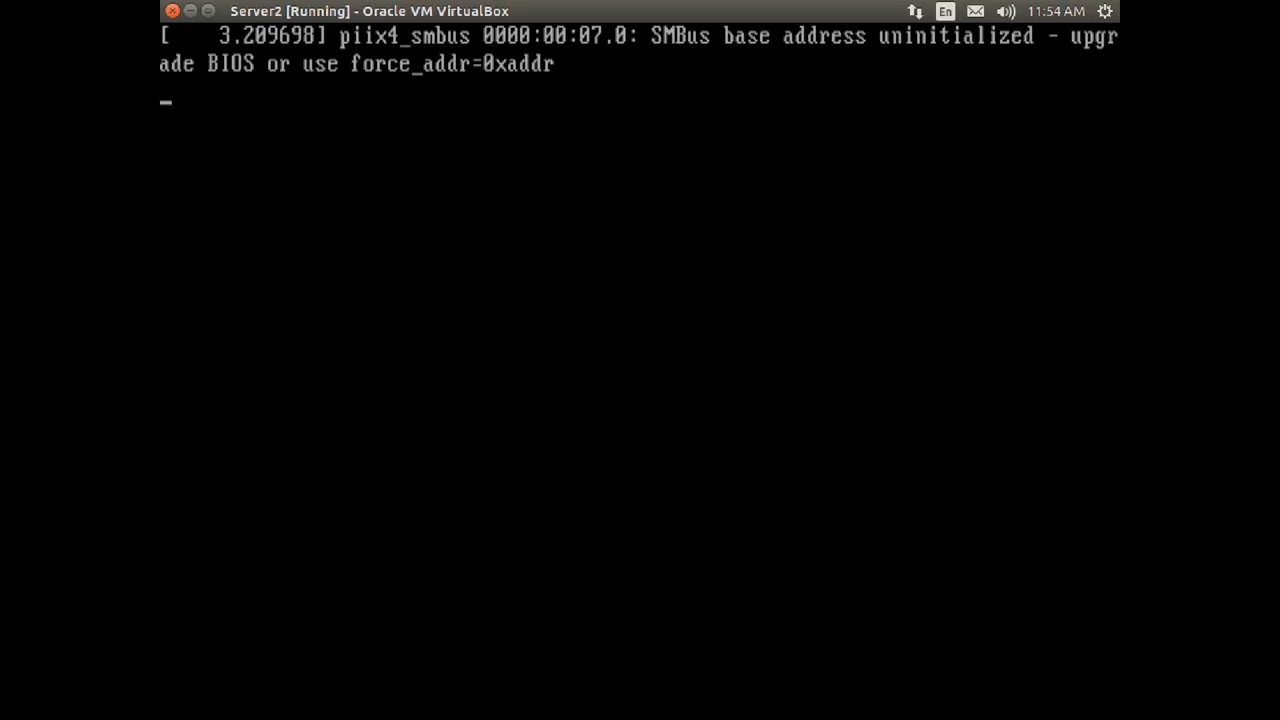 Server2 [Running] - Oracle VM VirtualBox En 11:54 AM
[    3.209698] piix4_smbus 0000:00:07.0: SMBus base address uninitialized - upgr
ade BIOS or use force_addr=0xaddr